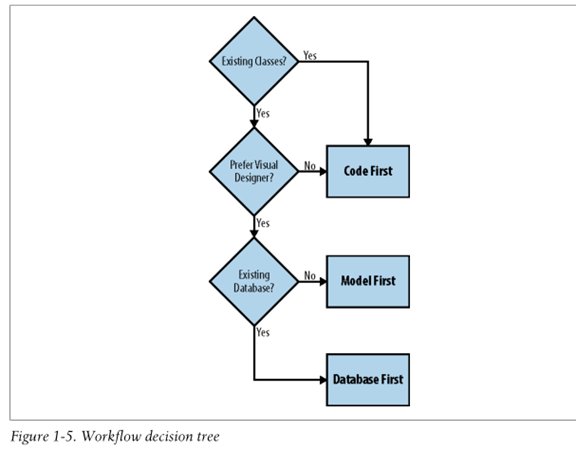 Existing Classes?
Yes
Yes
Prefer Visual
Designer?
No
Code First
Yes
Existing
Database?
No
Model First
Yes
Database First
Figure 1-5. Workflow decision tree